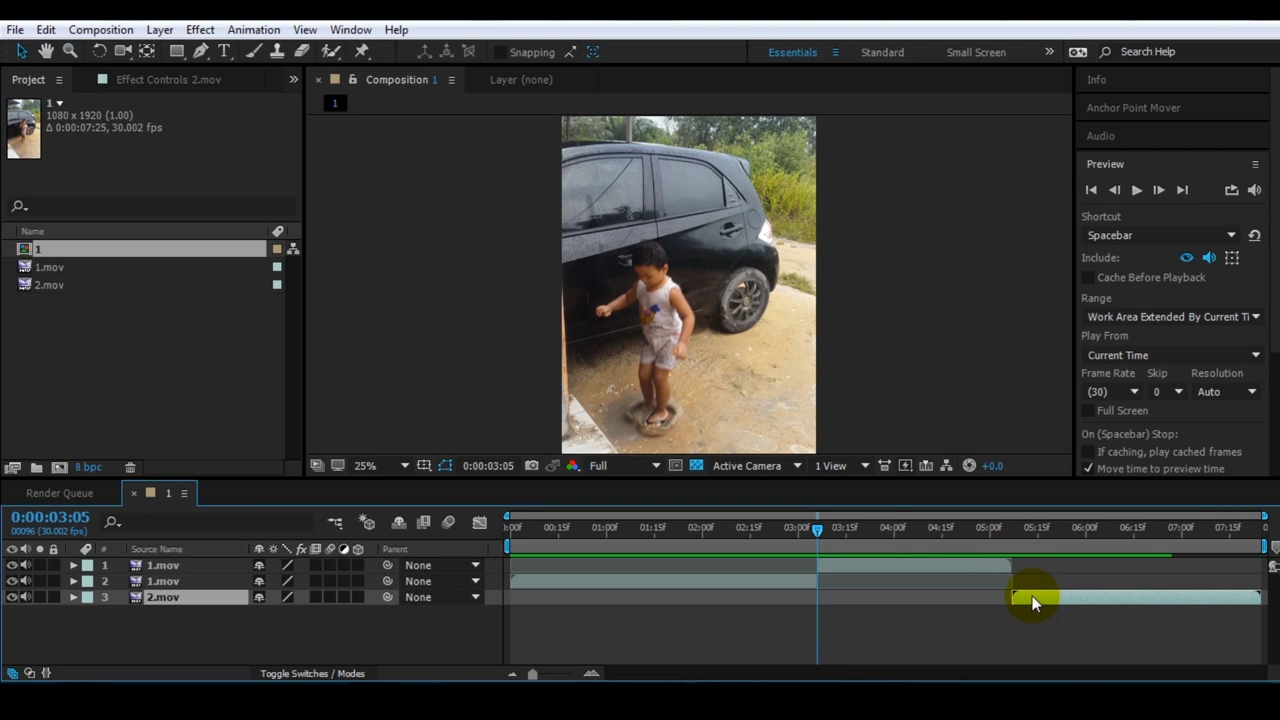 File Edit Composition Layer Effect Animation View Window Help
T Snapping Essentials Standard Small Screen Search Help
Project Effect Controls 2.mov Composition 1 Layer (none) Info
1 1
1080 x 1920 (1.00)
Δ 0:00:07:25, 30.002 fps
Anchor Point Mover
Audio
Preview
Shortcut
Name Spacebar
1 Include:
1.mov Cache Before Playback
2.mov Range
Work Area Extended By Current Ti
Play From
Current Time
Frame Rate Skip Resolution
(30) 0 Auto
Full Screen
On (Spacebar) Stop:
If caching, play cached frames
8 bpc 25% 0:00:03:05 Full Active Camera 1 View +0.0 Move time to preview time
Render Queue 1
0:00:03:05
00096 (30.002 fps) :00f 00:15f 01:00f 01:15f 02:00f 02:15f 03:00f 03:15f 04:00f 04:15f 05:00f 05:15f 06:00f 06:15f 07:00f 07:15f 0
# Source Name fx Parent
1 1.mov None
2 1.mov None
3 2.mov None
Toggle Switches / Modes